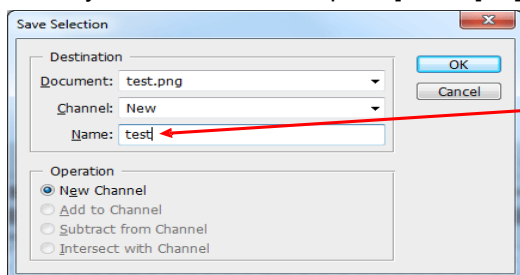 Save Selection
Destination
Document: test.png
Channel: New
Name: test
OK
Cancel
Operation
New Channel
Add to Channel
Subtract from Channel
Intersect with Channel